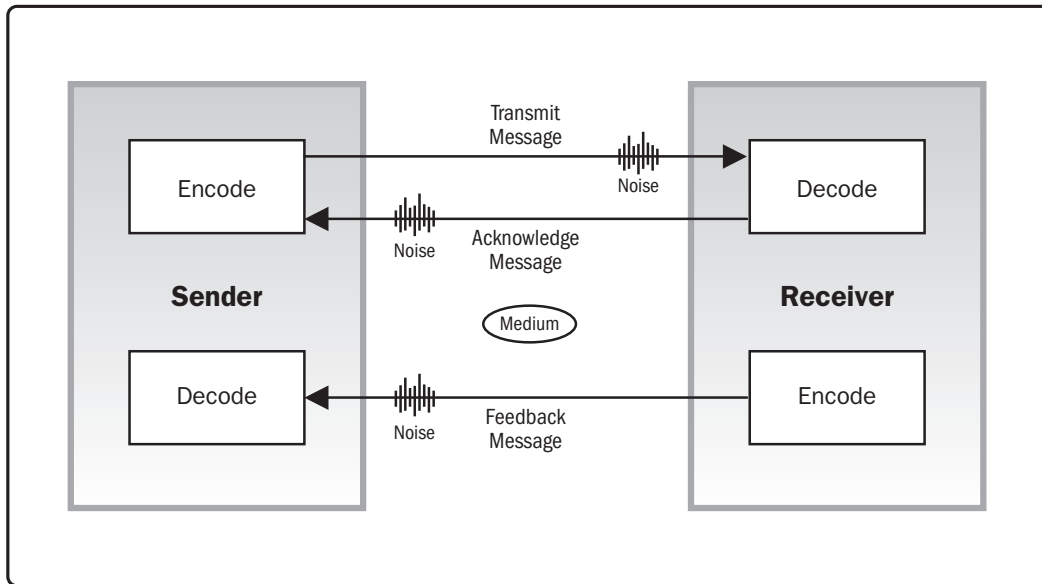 Transmit
Message
Encode
Noise
Decode
Noise
Acknowledge
Message
Sender
Receiver
Medium
Decode
Encode
Noise
Feedback
Message